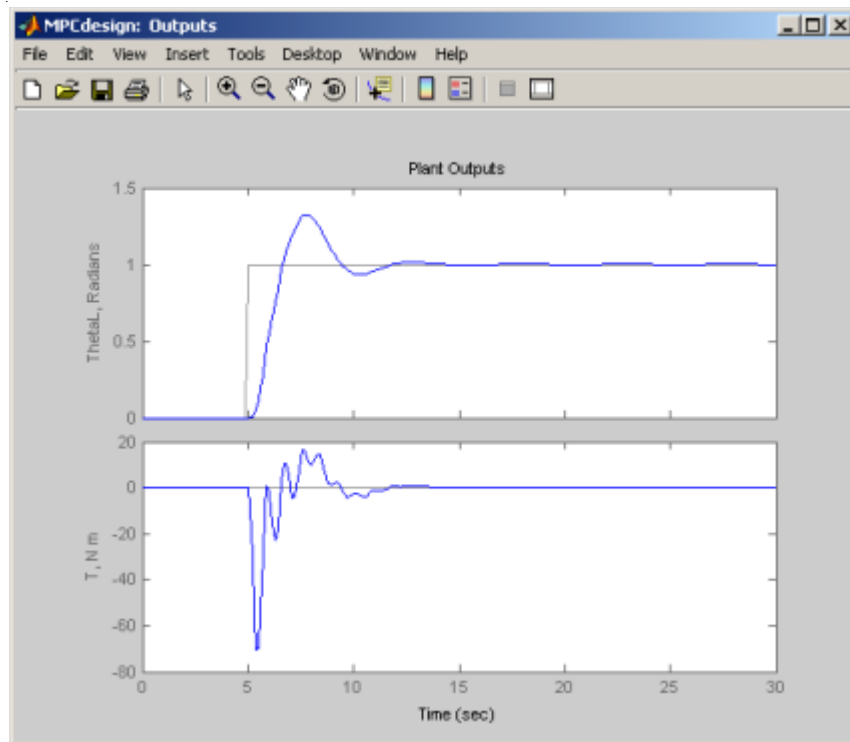 MPCdesign: Outputs
File Edit View Insert Tools Desktop Window Help
Plant Outputs
1.5
1
0.5
0
ThetaL, Radians
20
0
-20
-40
-60
-80
T, N m
0 5 10 15 20 25 30
Time (sec)